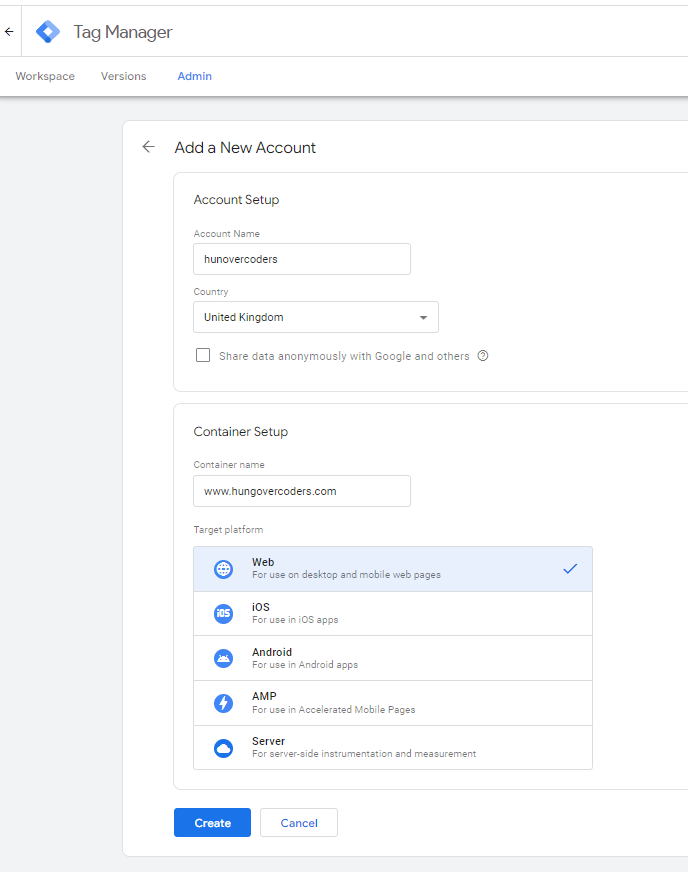 Tag Manager
Workspace Versions Admin
Add a New Account
Account Setup
Account Name
hunovercoders
Country
United Kingdom
Share data anonymously with Google and others
Container Setup
Container name
www.hungovercoders.com
Target platform
Web
For use on desktop and mobile web pages
iOS
iOS
For use in iOS apps
Android
For use in Android apps
AMP
For use in Accelerated Mobile Pages
Server
For server-side instrumentation and measurement
Create Cancel